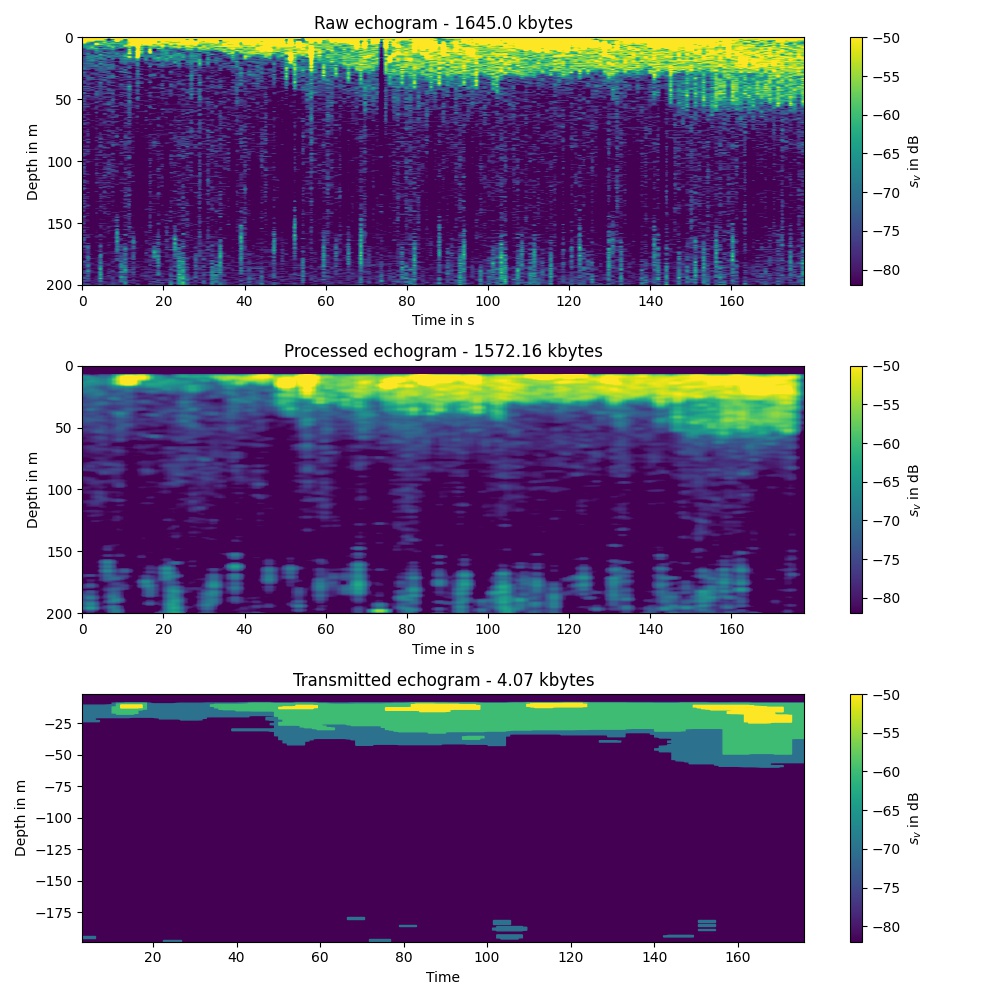 Raw echogram - 1645.0 kbytes
0
50
100
150
200
Depth in m
0 20 40 60 80 100 120 140 160
Time in s
−50
−55
−60
−65
−70
−75
−80
s_v in dB
Processed echogram - 1572.16 kbytes
0
50
100
150
200
Depth in m
0 20 40 60 80 100 120 140 160
Time in s
−50
−55
−60
−65
−70
−75
−80
s_v in dB
Transmitted echogram - 4.07 kbytes
−25
−50
−75
−100
−125
−150
−175
Depth in m
20 40 60 80 100 120 140 160
Time
−50
−55
−60
−65
−70
−75
−80
s_v in dB